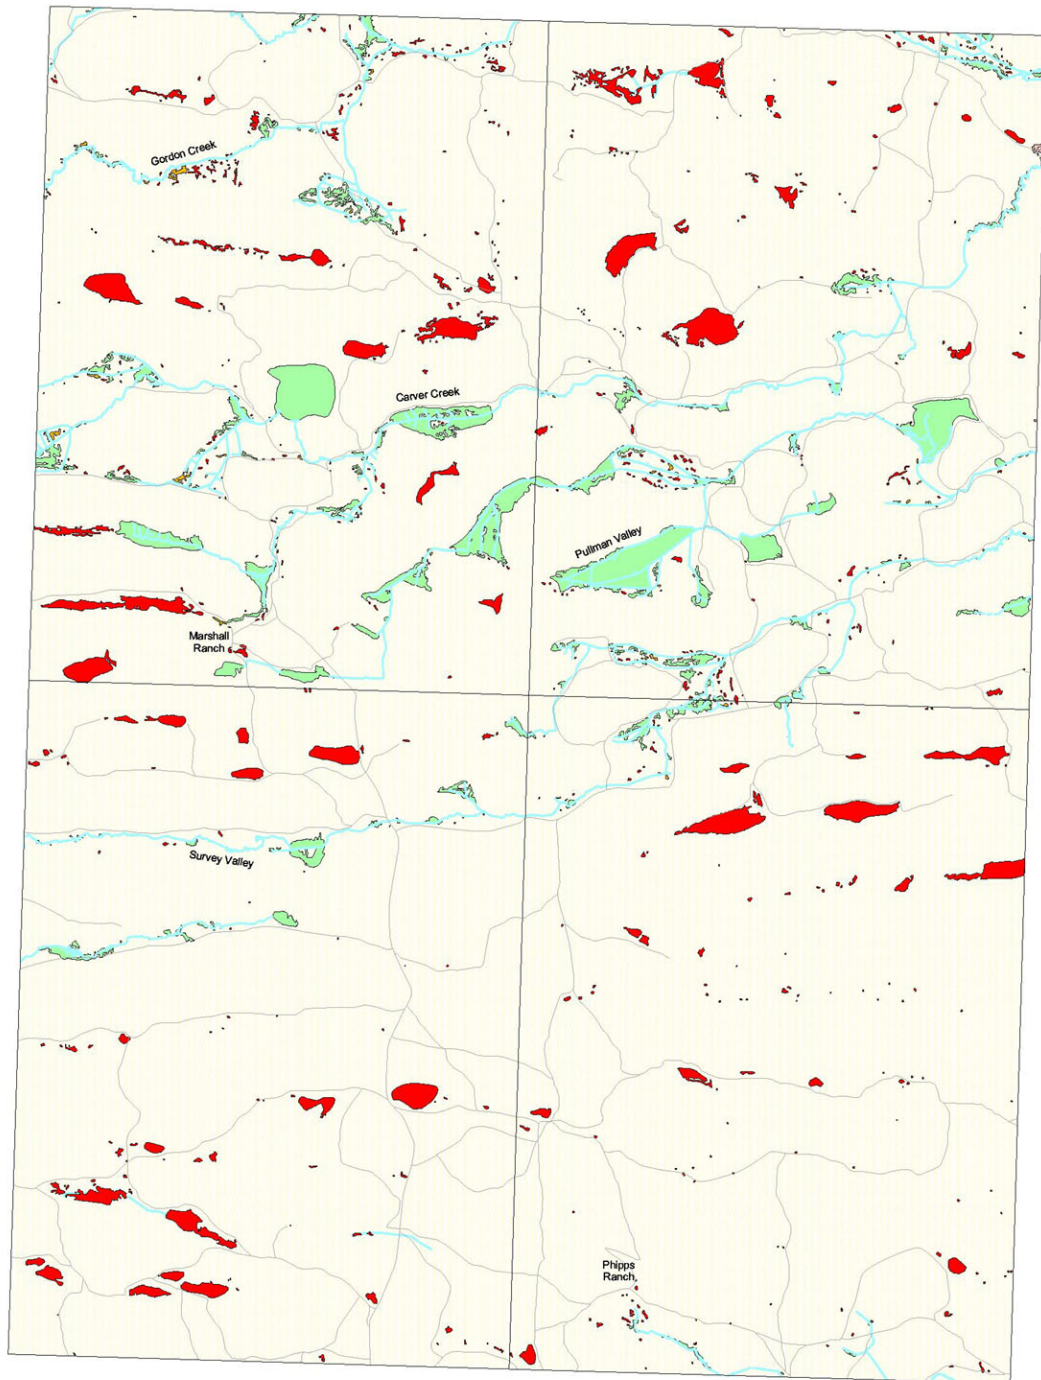 Gordon Creek
Carver Creek
Pullman Valley
Marshall
Ranch
Survey Valley
Phipps
Ranch